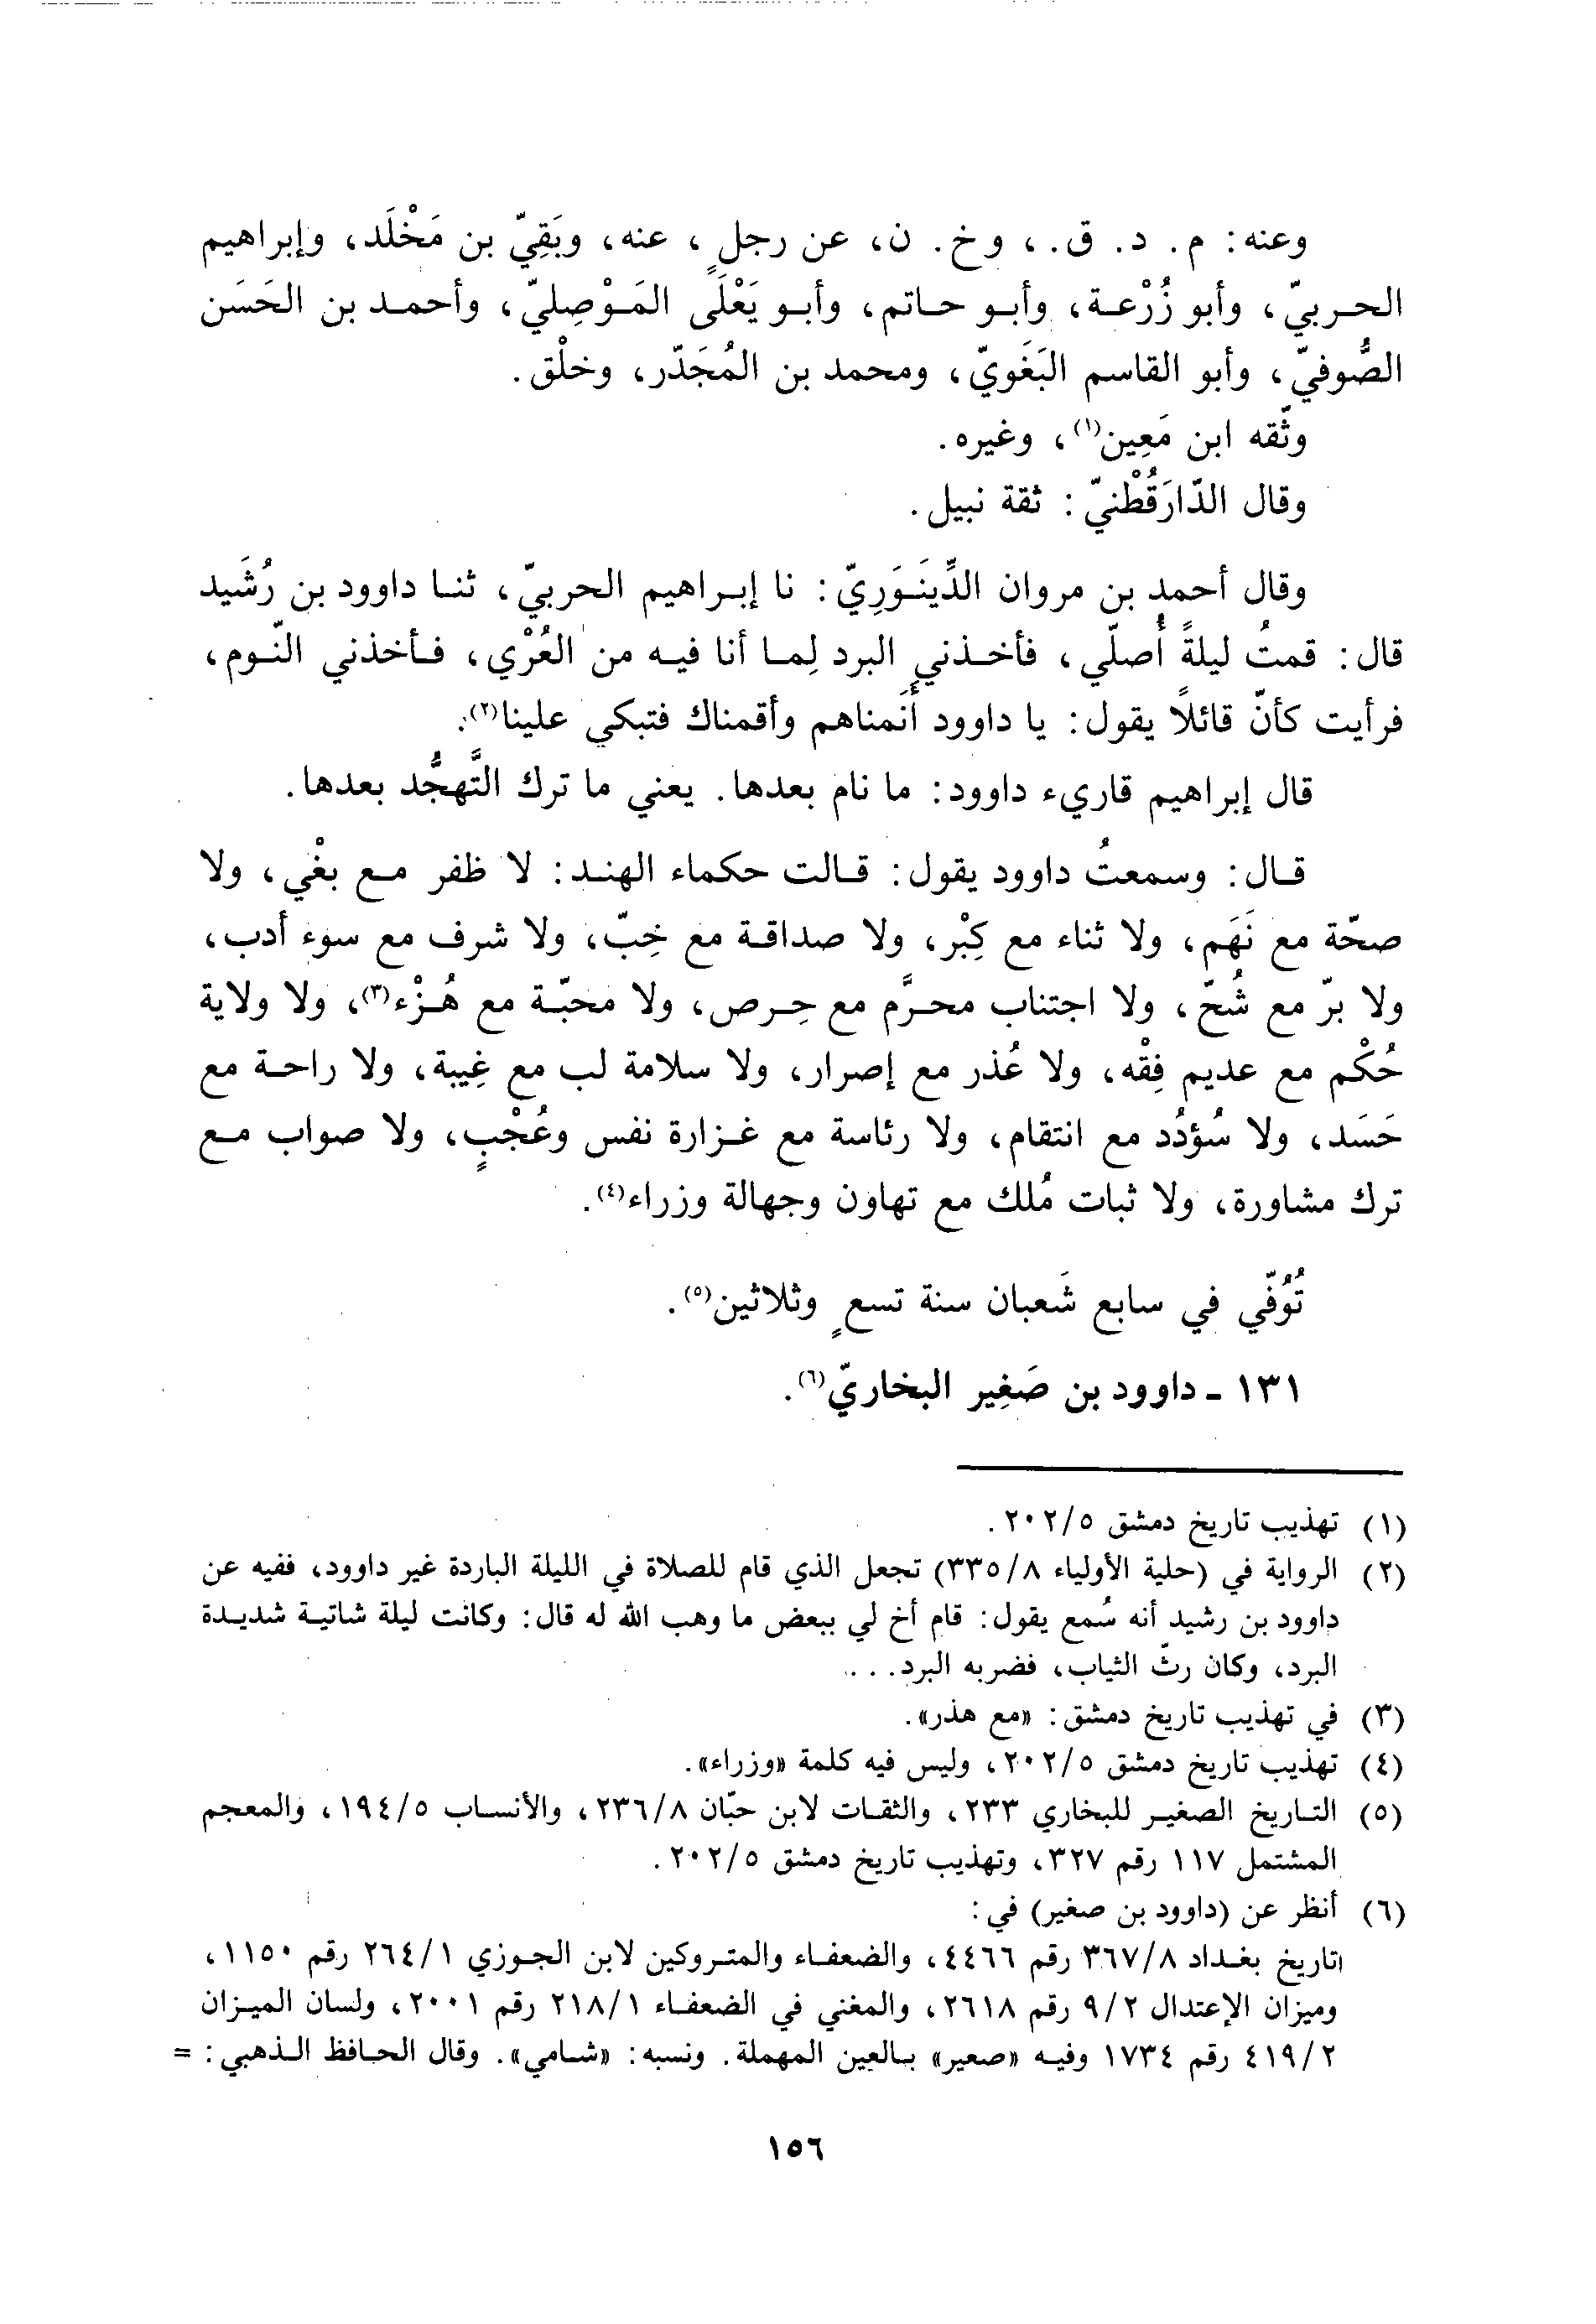 وعنه: م. د. ق.، وخ. ن، عن رجلٍ، عنه، وبَقِيّ بن مَخْلَد، وإبراهيم
الحربيّ، وأبو زُرْعة، وأبو حاتم، وأبو يَعْلَى المَوْصِليّ، وأحمد بن الحَسَن
الصُّوفيّ، وأبو القاسم البَغَويّ، ومحمد بن المُجَدّر، وخلْق.
وثّقه ابن مَعِين(١)، وغيره.
وقال الدّارَقُطْنيّ: ثقة نبيل.
وقال أحمد بن مروان الدِّينَوَرِيّ: نا إبراهيم الحربيّ، ثنا داوود بن رُشَيد
قال: قمتُ ليلةً أُصلّي، فأخذني البرد لِما أنا فيه من العُرْي، فأخذني النّوم،
فرأيت كأنّ قائلاً يقول: يا داوود أَنمناهم وأقمناك فتبكي علينا(٢).
قال إبراهيم قاريء داوود: ما نام بعدها. يعني ما ترك التَّهجُّد بعدها.
قال: وسمعتُ داوود يقول: قالت حكماء الهند: لا ظفر مع بغْي، ولا
صحّة مع نَهَم، ولا ثناء مع كِبْر، ولا صداقة مع خِبّ، ولا شرف مع سوء أدب،
ولا برّ مع شُحّ، ولا اجتناب محرَّم مع حِرص، ولا محبّة مع هُزْء(٣)، ولا ولاية
حُكْم مع عديم فِقْه، ولا عُذر مع إصرار، ولا سلامة لب مع غِيبة، ولا راحة مع
حَسَد، ولا سُؤدُد مع انتقام، ولا رئاسة مع غزارة نفس وعُجْبٍ، ولا صواب مع
ترك مشاورة، ولا ثبات مُلك مع تهاون وجهالة وزراء(٤).
تُوُفّي في سابع شَعبان سنة تسعٍ وثلاثين(٥).
١٣١ - داوود بن صَغِير البخاريّ(٦).
(١) تهذيب تاريخ دمشق ٢٠٢/٥.
(٢) الرواية في (حلية الأولياء ٣٣٥/٨) تجعل الذي قام للصلاة في الليلة الباردة غير داوود، ففيه عن
داوود بن رشيد أنه سُمع يقول: قام أخ لي ببعض ما وهب الله له قال: وكانت ليلة شاتية شديدة
البرد، وكان رثّ الثياب، فضربه البرد...
(٣) في تهذيب تاريخ دمشق: «مع هذر».
(٤) تهذيب تاريخ دمشق ٢٠٢/٥، وليس فيه كلمة «وزراء».
(٥) التاريخ الصغير للبخاري ٢٣٣، والثقات لابن حبّان ٢٣٦/٨، والأنساب ١٩٤/٥، والمعجم
المشتمل ١١٧ رقم ٣٢٧، وتهذيب تاريخ دمشق ٢٠٢/٥.
(٦) أنظر عن (داوود بن صغير) في:
تاريخ بغداد ٣٦٧/٨ رقم ٤٤٦٦، والضعفاء والمتروكين لابن الجوزي ٢٦٤/١ رقم ١١٥٠،
وميزان الإعتدال ٩/٢ رقم ٢٦١٨، والمغني في الضعفاء ٢١٨/١ رقم ٢٠٠١، ولسان الميزان
٤١٩/٢ رقم ١٧٣٤ وفيه «صعير» بالعين المهملة. ونسبه: «شامي». وقال الحافظ الذهبي: =
١٥٦